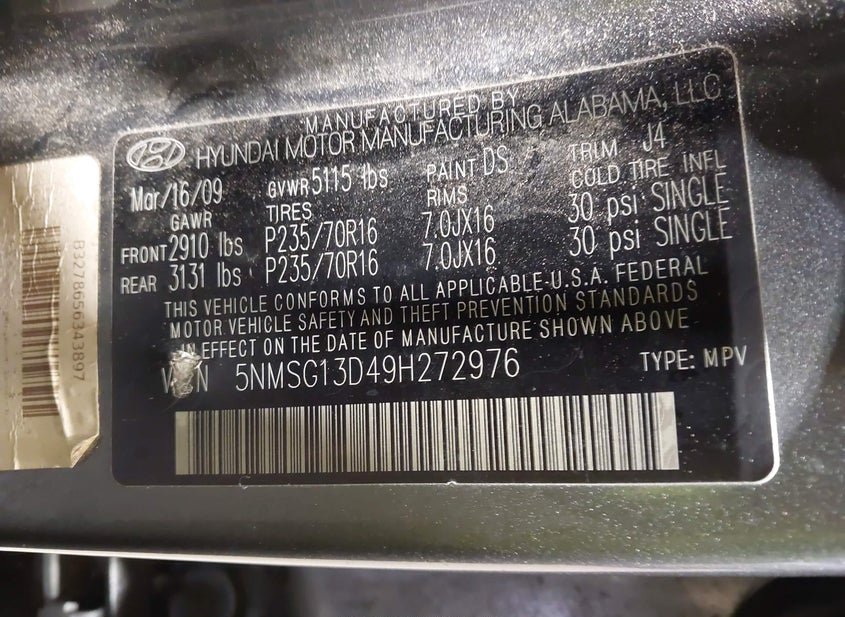 MANUFACTURED BY
HYUNDAI MOTOR MANUFACTURING ALABAMA, LLC
Mar/16/09 GVWR 5115 lbs PAINT DS TRIM J4
GAWR TIRES RIMS COLD TIRE INFL
FRONT 2910 lbs P235/70R16 7.0JX16 30 psi SINGLE
REAR 3131 lbs P235/70R16 7.0JX16 30 psi SINGLE
THIS VEHICLE CONFORMS TO ALL APPLICABLE-U.S.A. FEDERAL
MOTOR VEHICLE SAFETY AND THEFT PREVENTION STANDARDS
IN EFFECT ON THE DATE OF MANUFACTURE SHOWN ABOVE
5NMSG13D49H272976 TYPE: MPV
B3278656343897